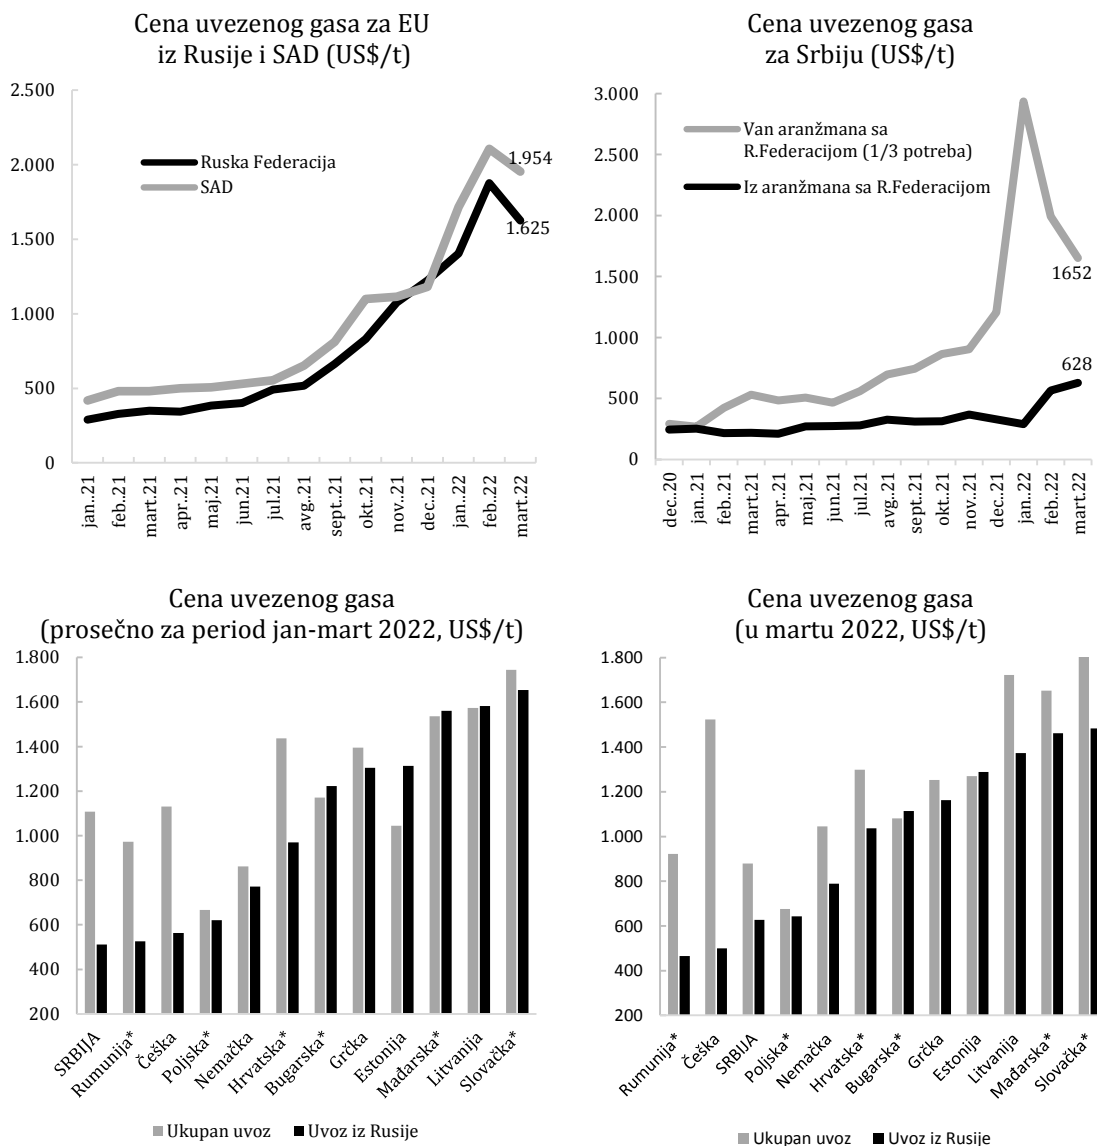 Cena uvezenog gasa za EU
iz Rusije i SAD (US$/t)
2.500
2.000
1.500
1.000
500
0
Ruska Federacija
SAD
1.954
1.625
jan..21
feb..21
mart.21
apr..21
maj.21
jun.21
jul.21
avg.21
sept.21
okt.21
nov..21
dec..21
jan..22
feb..22
mart.22
Cena uvezenog gasa
za Srbiju (US$/t)
3.000
2.500
2.000
1.500
1.000
500
0
Van aranžmana sa
R.Federacijom (1/3 potreba)
Iz aranžmana sa R.Federacijom
1652
628
dec..20
jan..21
feb..21
mart.21
apr..21
maj.21
jun.21
jul.21
avg.21
sept.21
okt.21
nov..21
dec..21
jan..22
feb..22
mart.22
Cena uvezenog gasa
(prosečno za period jan-mart 2022, US$/t)
1.800
1.600
1.400
1.200
1.000
800
600
400
200
SRBIJA
Rumunija*
Češka
Poljska*
Nemačka
Hrvatska*
Bugarska*
Grčka
Estonija
Mađarska*
Litvanija
Slovačka*
Ukupan uvoz
Uvoz iz Rusije
Cena uvezenog gasa
(u martu 2022, US$/t)
1.800
1.600
1.400
1.200
1.000
800
600
400
200
Rumunija*
Češka
SRBIJA
Poljska*
Nemačka
Hrvatska*
Bugarska*
Grčka
Estonija
Litvanija
Mađarska*
Slovačka*
Ukupan uvoz
Uvoz iz Rusije